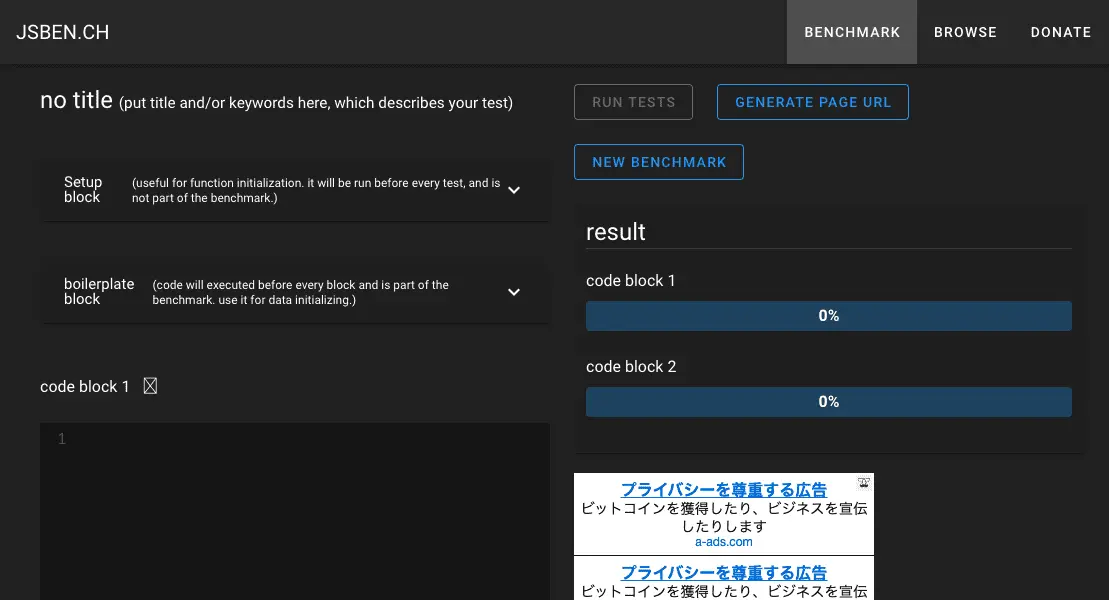 JSBEN.CH
BENCHMARK
BROWSE
DONATE
no title (put title and/or keywords here, which describes your test)
Setup block
(useful for function initialization. it will be run before every test, and is
not part of the benchmark.)
boilerplate block
(code will executed before every block and is part of the
benchmark. use it for data initializing.)
code block 1
1
RUN TESTS
GENERATE PAGE URL
NEW BENCHMARK
result
code block 1
0%
code block 2
0%
プライバシーを尊重する広告
ビットコインを獲得したり、ビジネスを宣伝
したりします
a-ads.com
プライバシーを尊重する広告
ビットコインを獲得したり、ビジネスを宣伝